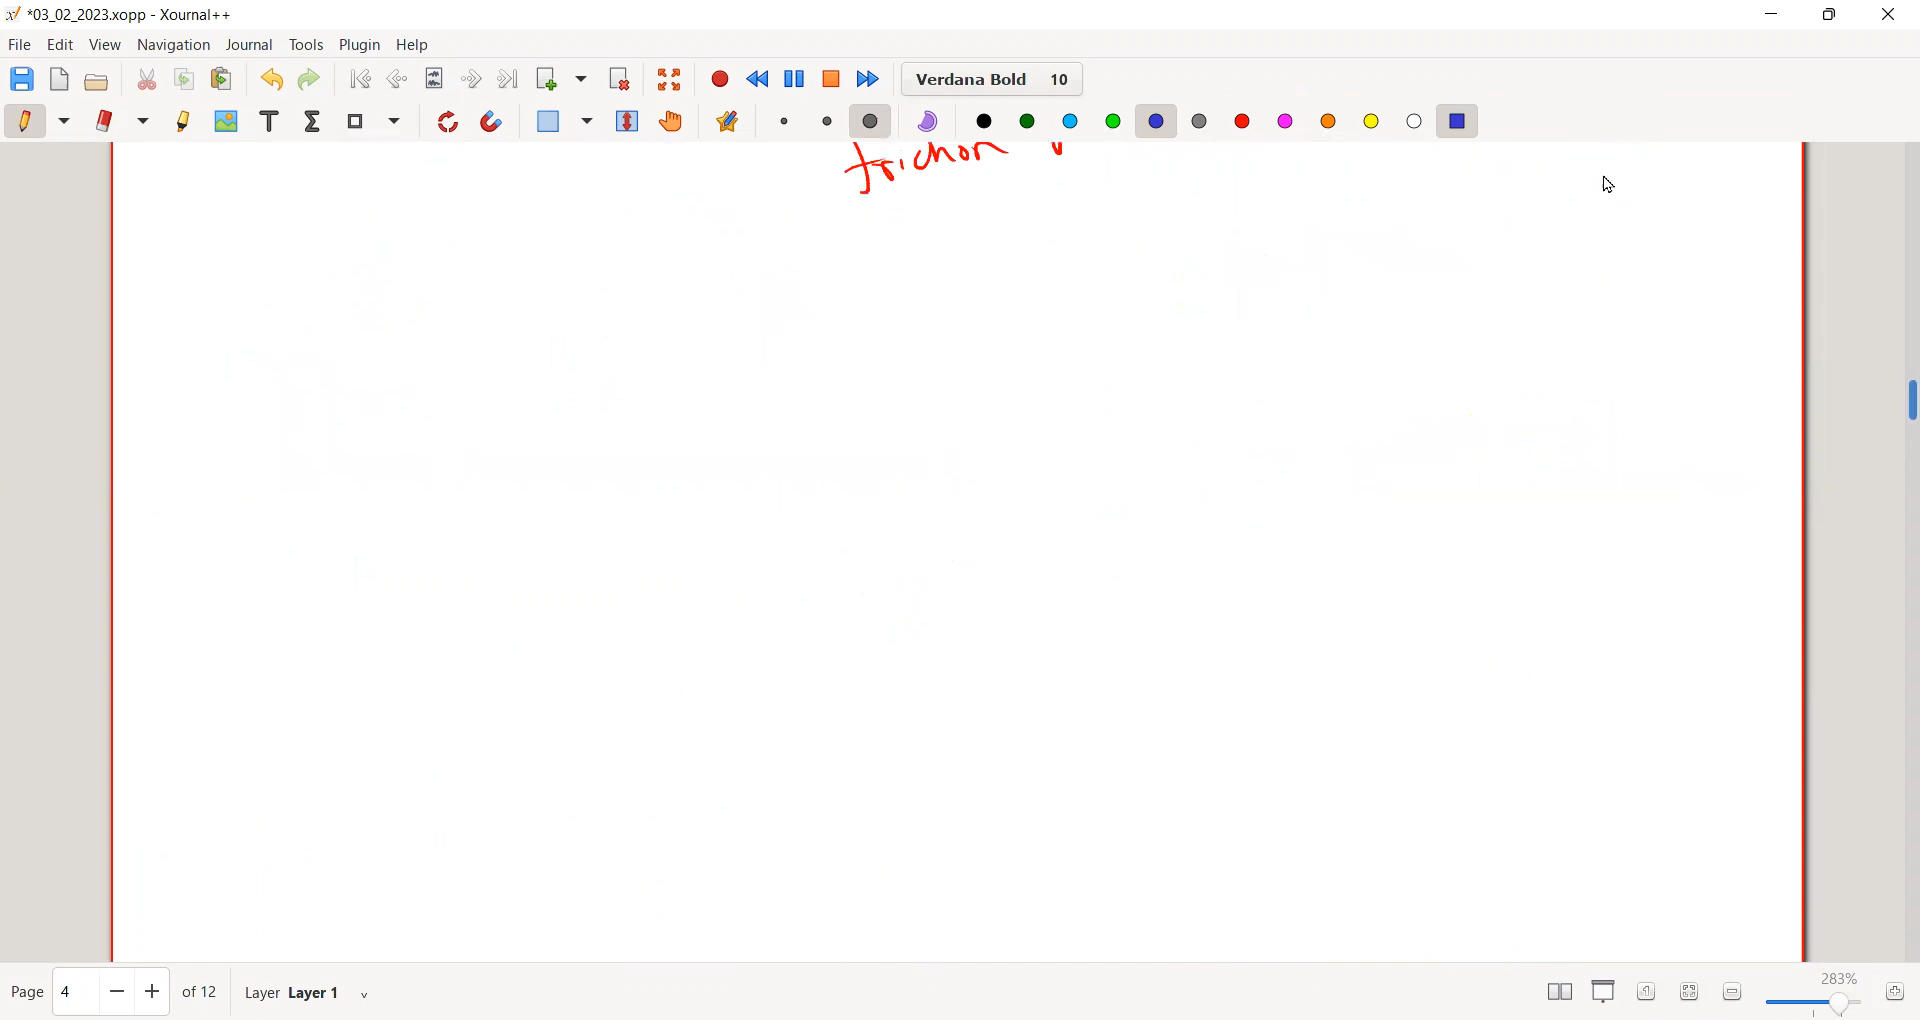 *03_02_2023.xopp - Xournal++
File Edit View Navigation Journal Tools Plugin Help
Verdana Bold 10
friction
Page 4 of 12 Layer Layer 1
283%